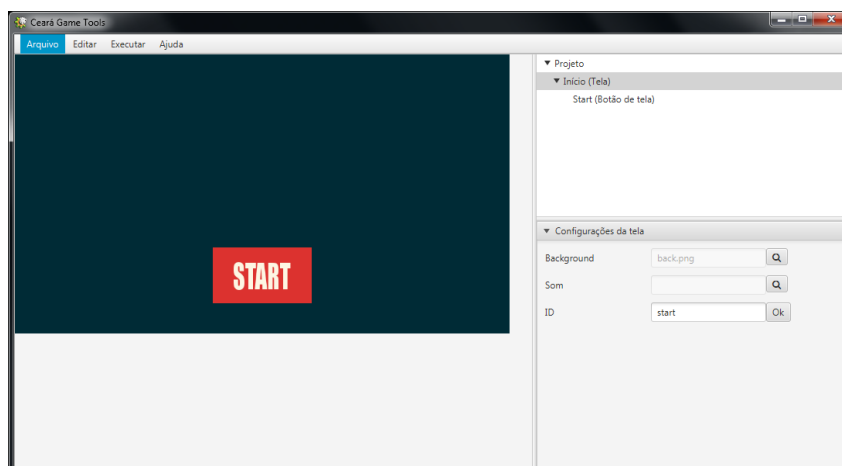 Ceará Game Tools
Arquivo Editar Executar Ajuda
Projeto
Início (Tela)
Start (Botão de tela)
START
Configurações da tela
Background back.png
Som
ID start Ok